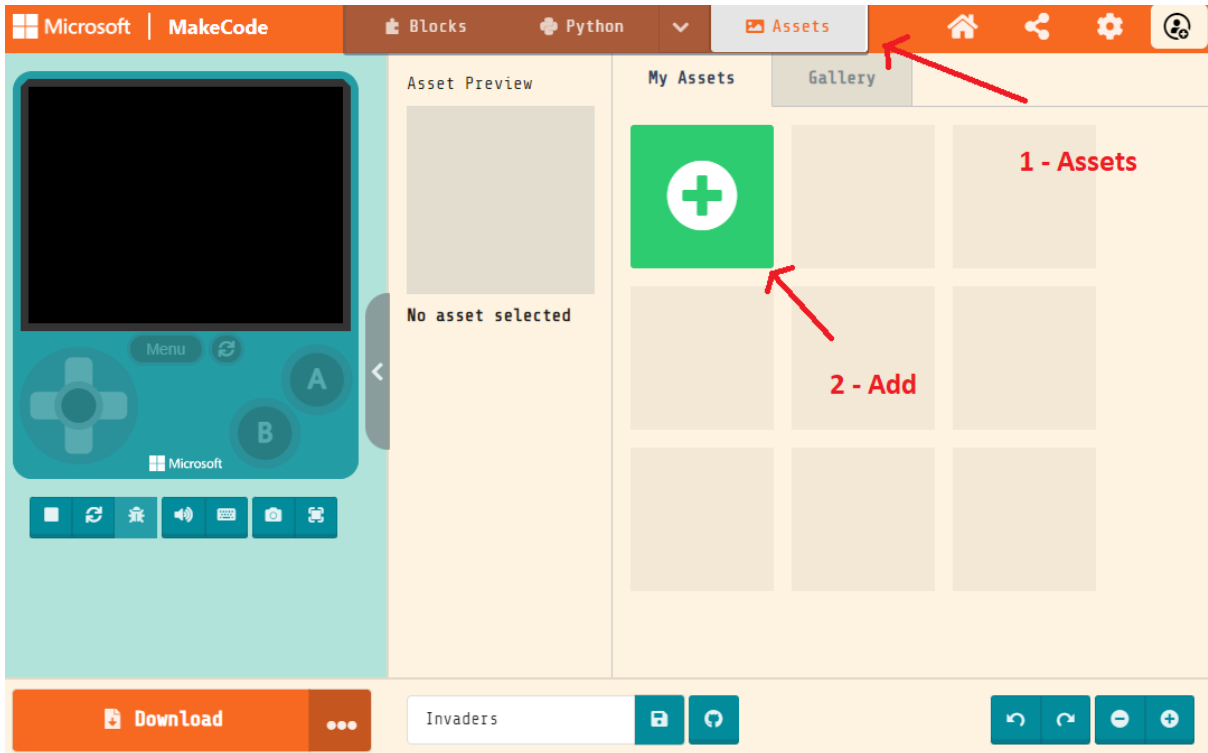 Microsoft | MakeCode
Blocks
Python
Assets
Asset Preview
My Assets
Gallery
1 - Assets
No asset selected
2 - Add
Menu
A
B
Microsoft
Download
Invaders